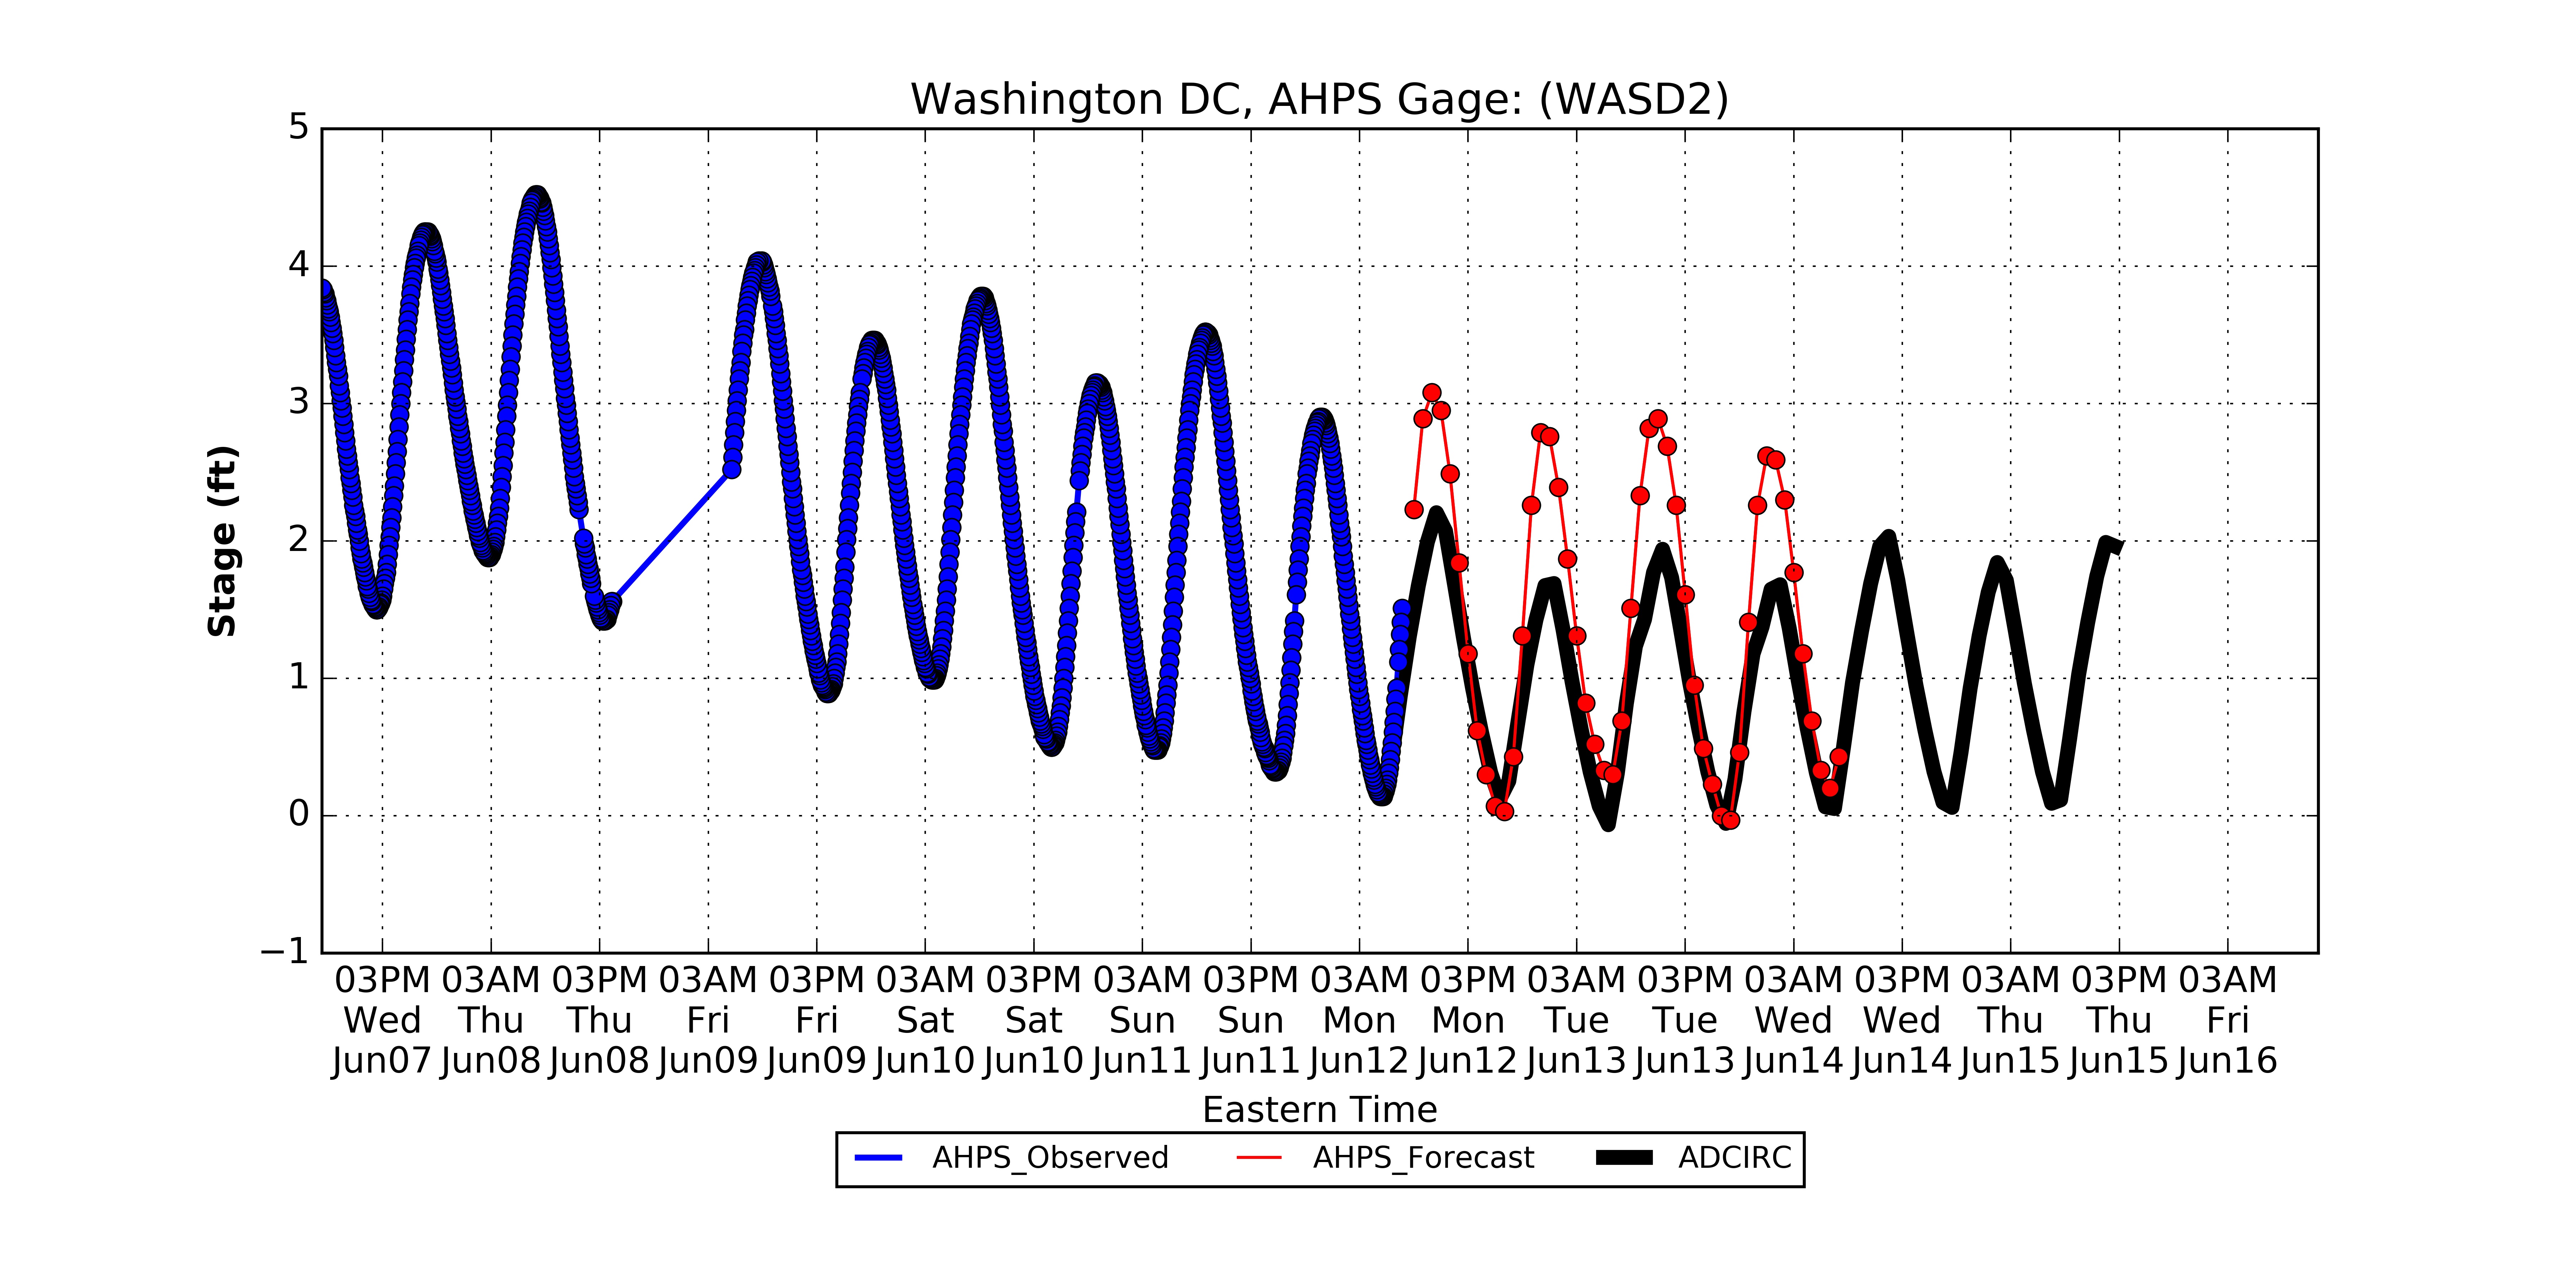 Washington DC, AHPS Gage: (WASD2)
5
4
3
2
1
0
−1
Stage (ft)
03PM 03AM 03PM 03AM 03PM 03AM 03PM 03AM 03PM 03AM 03PM 03AM 03PM 03AM 03PM 03AM 03PM 03AM
Wed Thu Thu Fri Fri Sat Sat Sun Sun Mon Mon Tue Tue Wed Wed Thu Thu Fri
Jun07 Jun08 Jun08 Jun09 Jun09 Jun10 Jun10 Jun11 Jun11 Jun12 Jun12 Jun13 Jun13 Jun14 Jun14 Jun15 Jun15 Jun16
Eastern Time
AHPS_Observed AHPS_Forecast ADCIRC